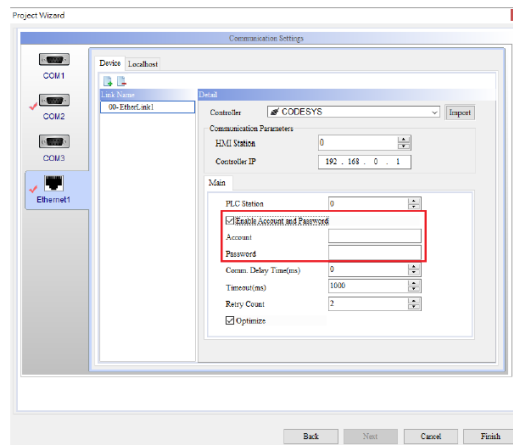 Project Wizard
Communication Settings
COM1
COM2
COM3
Ethernet1
Device Localhost
Link Name
00- EtherLink1
Detail
Controller CODESYS Import
Communication Parameters
HMI Station 0
Controller IP 192 . 168 . 0 . 1
Main
PLC Station 0
Enable Account and Password
Account
Password
Comm. Delay Time(ms) 0
Timeout(ms) 1000
Retry Count 2
Optimize
Back Next Cancel Finish